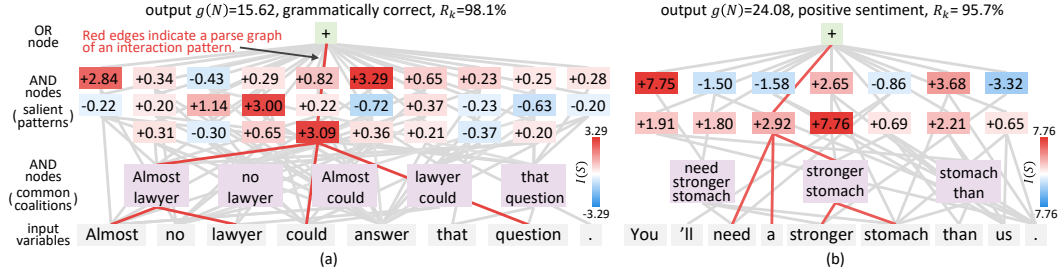 output g(N)=15.62, grammatically correct, R_k=98.1%
OR node
+
Red edges indicate a parse graph of an interaction pattern.
AND nodes (salient patterns)
+2.84 +0.34 -0.43 +0.29 +0.82 +3.29 +0.65 +0.23 +0.25 +0.28
-0.22 +0.20 +1.14 +3.00 +0.22 -0.72 +0.37 -0.23 -0.63 -0.20
+0.31 -0.30 +0.65 +3.09 +0.36 +0.21 -0.37 +0.20
3.29
I(S)
-3.29
AND nodes (common coalitions)
Almost lawyer
no lawyer
Almost could
lawyer could
that question
input variables
Almost no lawyer could answer that question .
(a)
output g(N)=24.08, positive sentiment, R_k= 95.7%
+
+7.75 -1.50 -1.58 +2.65 -0.86 +3.68 -3.32
+1.91 +1.80 +2.92 +7.76 +0.69 +2.21 +0.65
7.76
I(S)
7.76
need stronger stomach
stronger stomach
stomach than
You 'll need a stronger stomach than us .
(b)